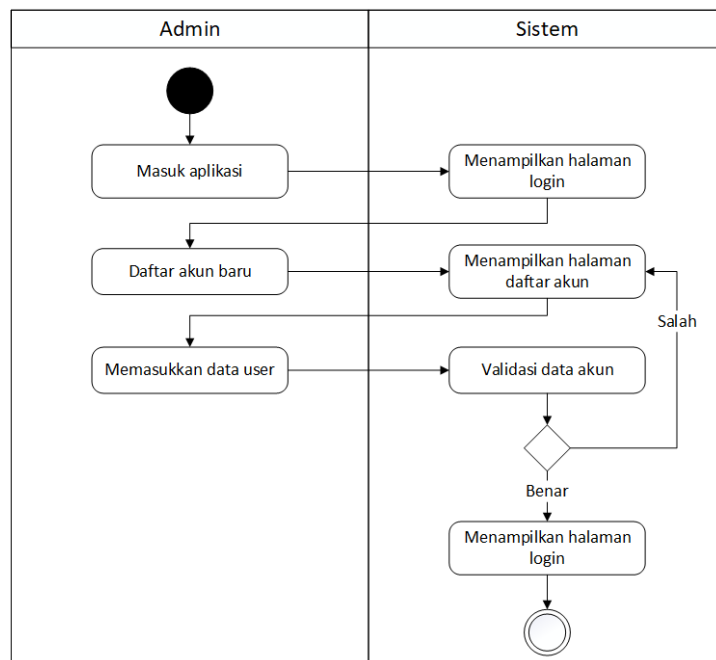 Admin
Sistem
Masuk aplikasi
Menampilkan halaman
login
Daftar akun baru
Menampilkan halaman
daftar akun
Salah
Memasukkan data user
Validasi data akun
Benar
Menampilkan halaman
login